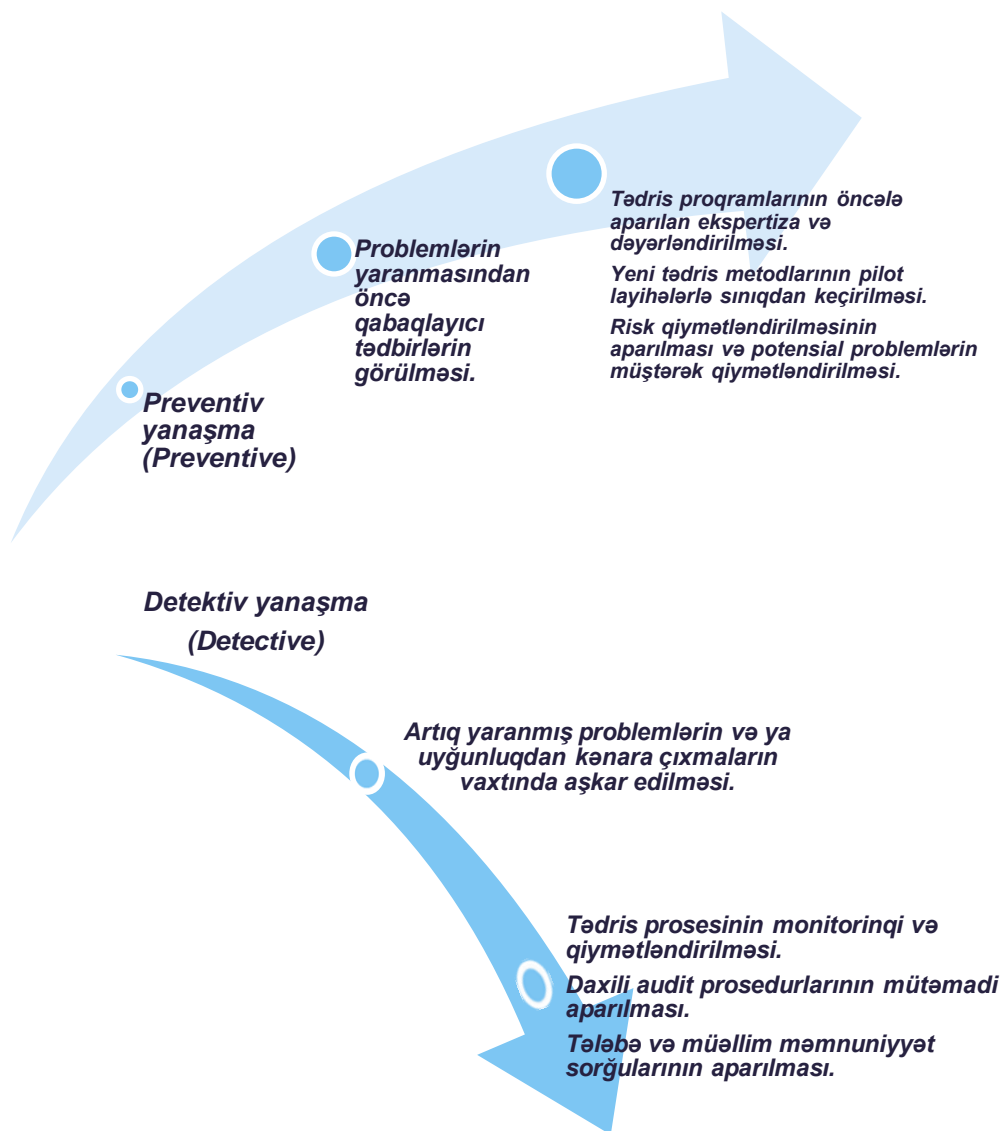 Preventiv
yanaşma
(Preventive)
Problemlərin
yaranmasından
öncə
qabaqlayıcı
tədbirlərin
görülməsi.
Tədris proqramlarının öncələ
aparılan ekspertiza və
dəyərləndirilməsi.
Yeni tədris metodlarının pilot
layihələrlə sınıqdan keçirilməsi.
Risk qiymətləndirilməsinin
aparılması və potensial problemlərin
müştərək qiymətləndirilməsi.
Detektiv yanaşma
(Detective)
Artıq yaranmış problemlərin və ya
uyğunluqdan kənara çıxmaların
vaxtında aşkar edilməsi.
Tədris prosesinin monitorinqi və
qiymətləndirilməsi.
Daxili audit prosedurlarının mütəmadi
aparılması.
Tələbə və müəllim məmnuniyyət
sorğularının aparılması.